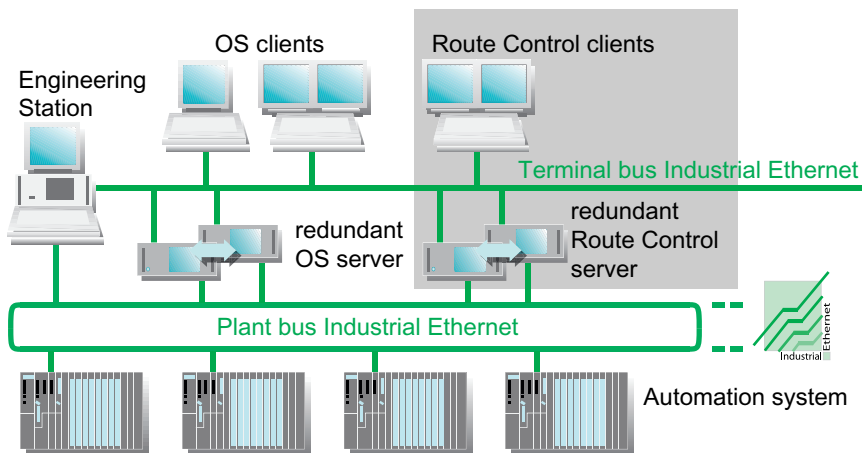 OS clients
Route Control clients
Engineering
Station
Terminal bus Industrial Ethernet
redundant
OS server
redundant
Route Control
server
Plant bus Industrial Ethernet
Industrial
Ethernet
Automation system